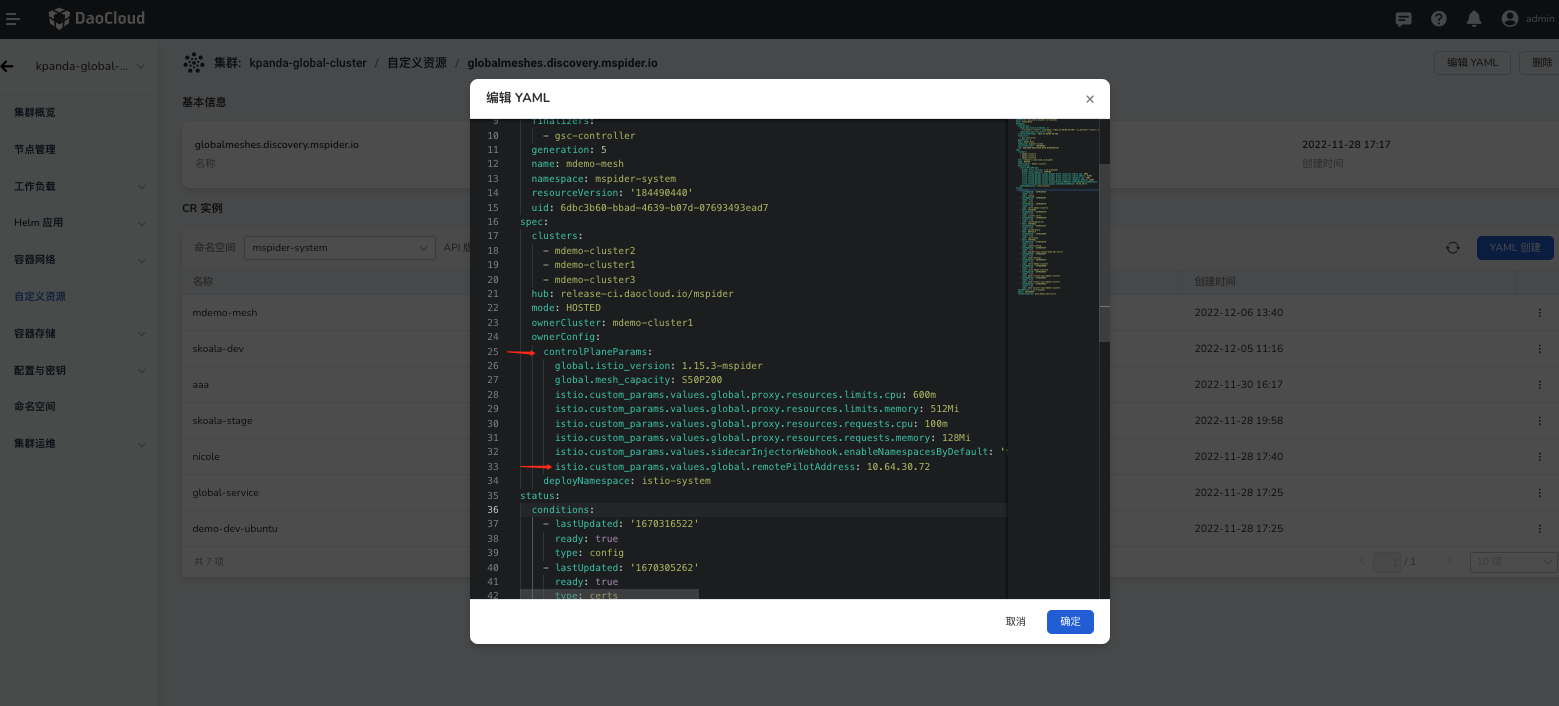 DaoCloud
admin
kpanda-global-...
集群: kpanda-global-cluster / 自定义资源 / globalmeshes.discovery.mspider.io
编辑 YAML
删除
集群概览
节点管理
工作负载
Helm 应用
容器网络
自定义资源
容器存储
配置与密钥
命名空间
集群运维
基本信息
globalmeshes.discovery.mspider.io
名称
2022-11-28 17:17
创建时间
CR 实例
命名空间 mspider-system API 版
YAML 创建
名称 创建时间
mdemo-mesh 2022-12-06 13:40
skoala-dev 2022-12-05 11:16
aaa 2022-11-30 16:17
skoala-stage 2022-11-28 19:58
nicole 2022-11-28 17:40
global-service 2022-11-28 17:25
demo-dev-ubuntu 2022-11-28 17:25
共 7 项
/ 1
10 项
编辑 YAML
9 finalizers:
10 - gsc-controller
11 generation: 5
12 name: mdemo-mesh
13 namespace: mspider-system
14 resourceVersion: '184490440'
15 uid: 6dbc3b60-bbad-4639-b07d-07693493ead7
16 spec:
17 clusters:
18 - mdemo-cluster2
19 - mdemo-cluster1
20 - mdemo-cluster3
21 hub: release-ci.daocloud.io/mspider
22 mode: HOSTED
23 ownerCluster: mdemo-cluster1
24 ownerConfig:
25 controlPlaneParams:
26 global.istio_version: 1.15.3-mspider
27 global.mesh_capacity: S50P200
28 istio.custom_params.values.global.proxy.resources.limits.cpu: 600m
29 istio.custom_params.values.global.proxy.resources.limits.memory: 512Mi
30 istio.custom_params.values.global.proxy.resources.requests.cpu: 100m
31 istio.custom_params.values.global.proxy.resources.requests.memory: 128Mi
32 istio.custom_params.values.sidecarInjectorWebhook.enableNamespacesByDefault: '
33 istio.custom_params.values.global.remotePilotAddress: 10.64.30.72
34 deployNamespace: istio-system
35 status:
36 conditions:
37 - lastUpdated: '1670316522'
38 ready: true
39 type: config
40 - lastUpdated: '1670305262'
41 ready: true
42 type: certs
取消
确定